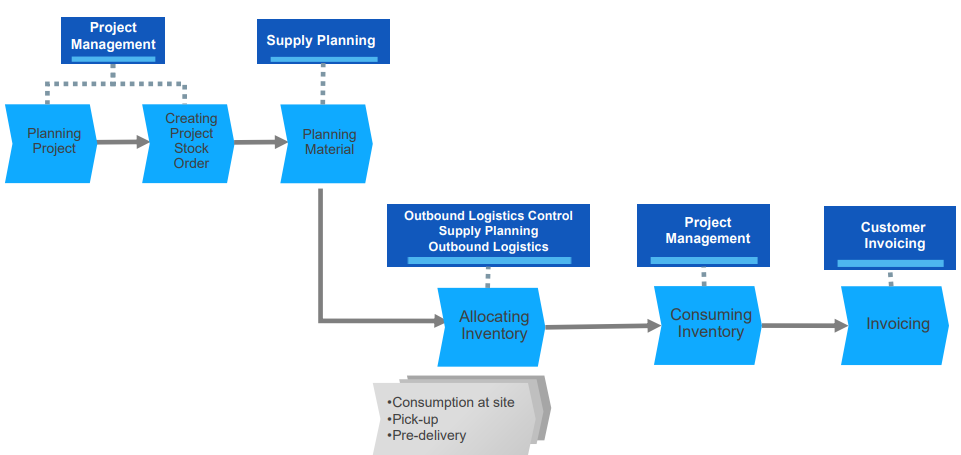 Project
Management
Supply Planning
Planning
Project
Creating
Project
Stock
Order
Planning
Material
Outbound Logistics Control
Supply Planning
Outbound Logistics
Project
Management
Customer
Invoicing
Allocating
Inventory
Consuming
Inventory
Invoicing
•Consumption at site
•Pick-up
•Pre-delivery